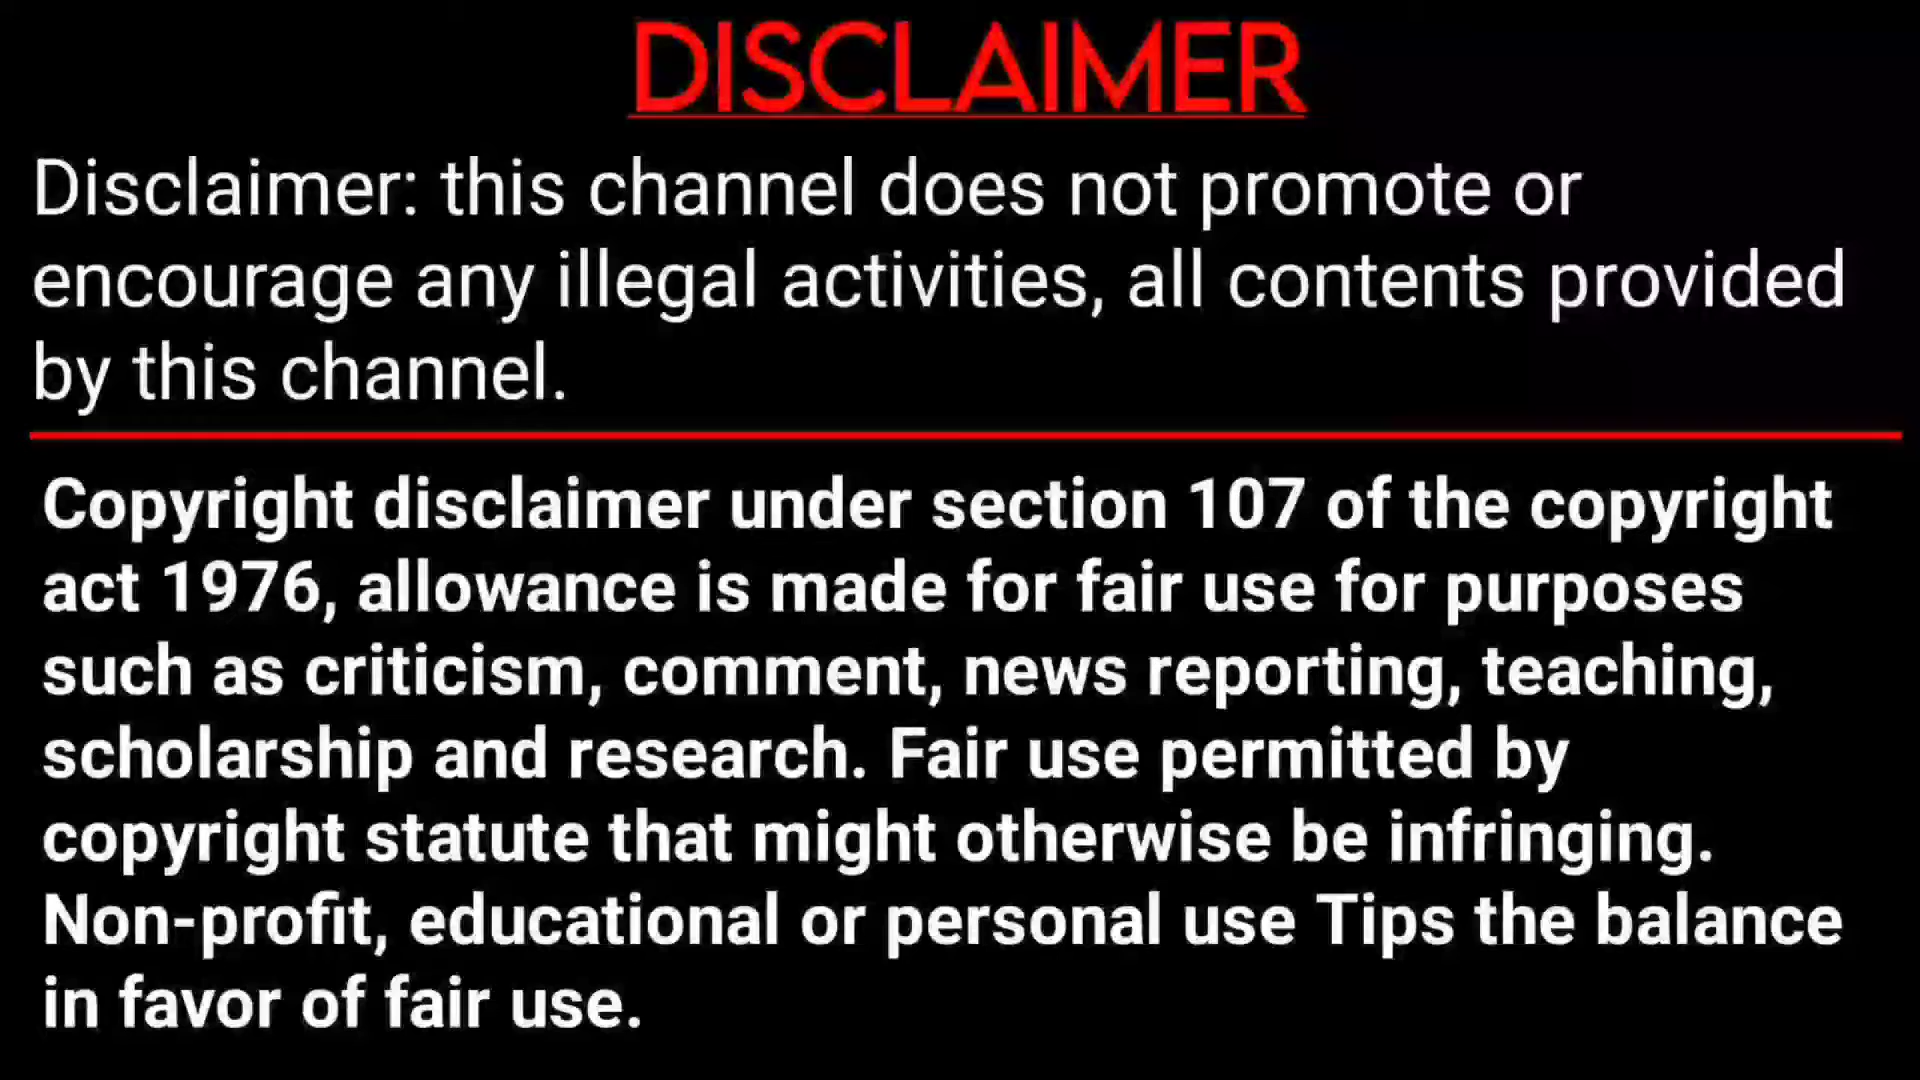 DISCLAIMER
Disclaimer: this channel does not promote or
encourage any illegal activities, all contents provided
by this channel.
Copyright disclaimer under section 107 of the copyright
act 1976, allowance is made for fair use for purposes
such as criticism, comment, news reporting, teaching,
scholarship and research. Fair use permitted by
copyright statute that might otherwise be infringing.
Non-profit, educational or personal use Tips the balance
in favor of fair use.